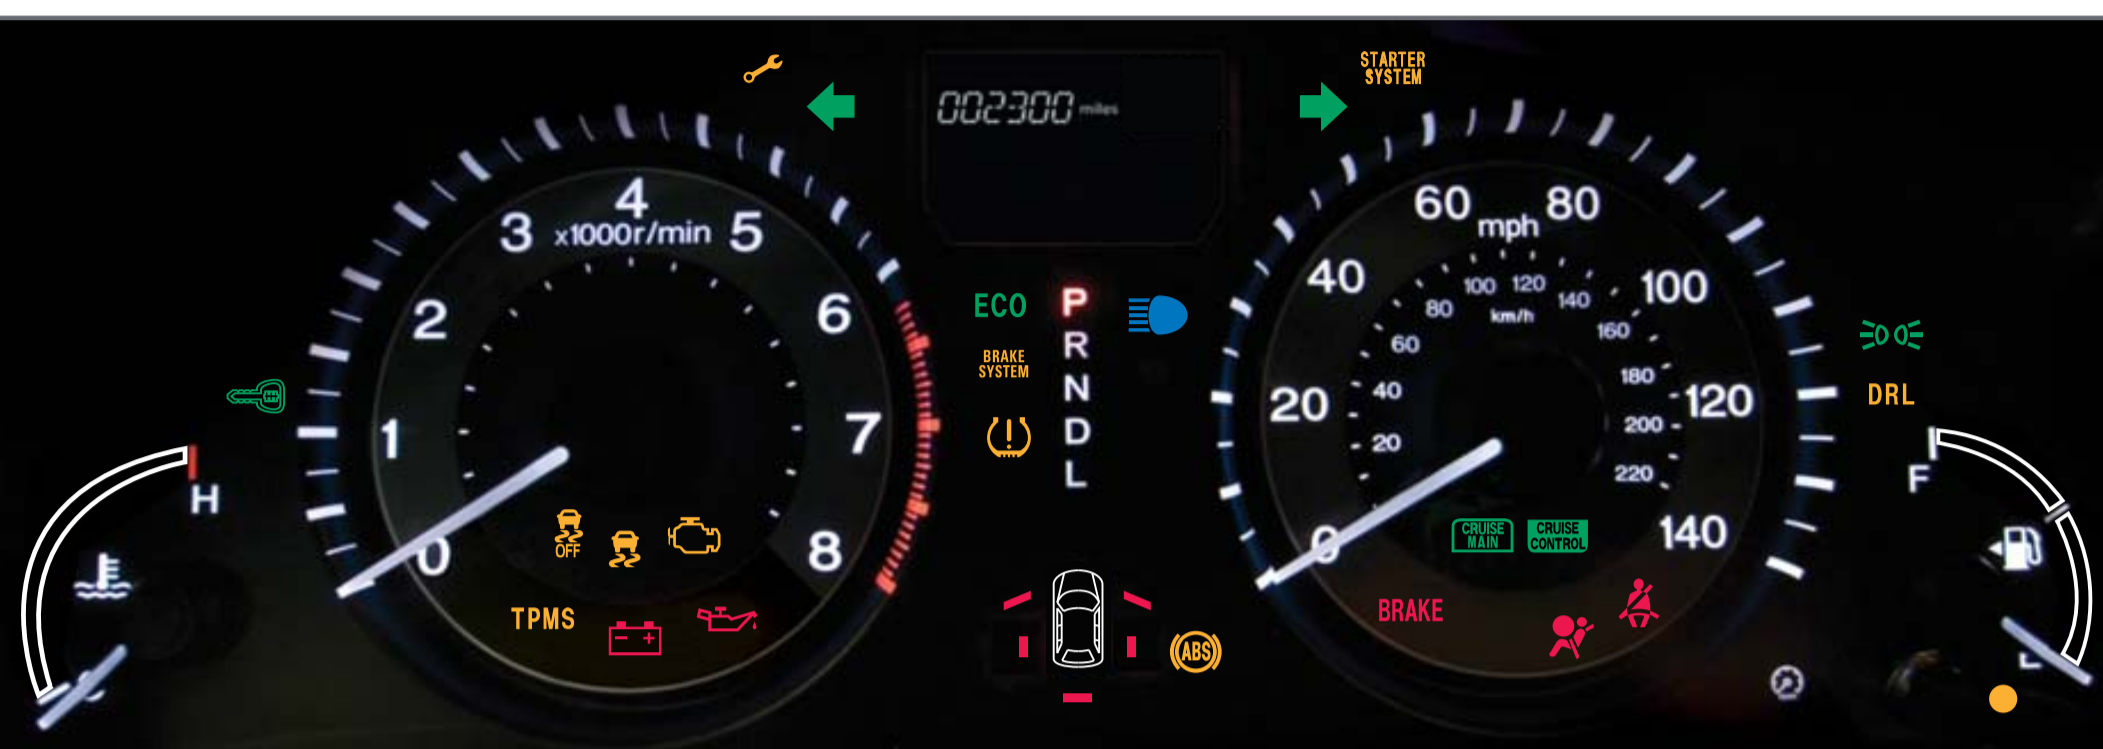 STARTER
SYSTEM
002300 miles
4
3 x1000r/min 5
2
6
1
7
0
8
OFF
TPMS
- +
H
C
ECO
BRAKE
SYSTEM
!
P
R
N
D
L
ABS
60 mph 80
40
100
20
120
0
140
100 120
80
140
km/h
60
160
40
180
20
200
220
CRUISE
MAIN
CRUISE
CONTROL
BRAKE
DRL
F
E